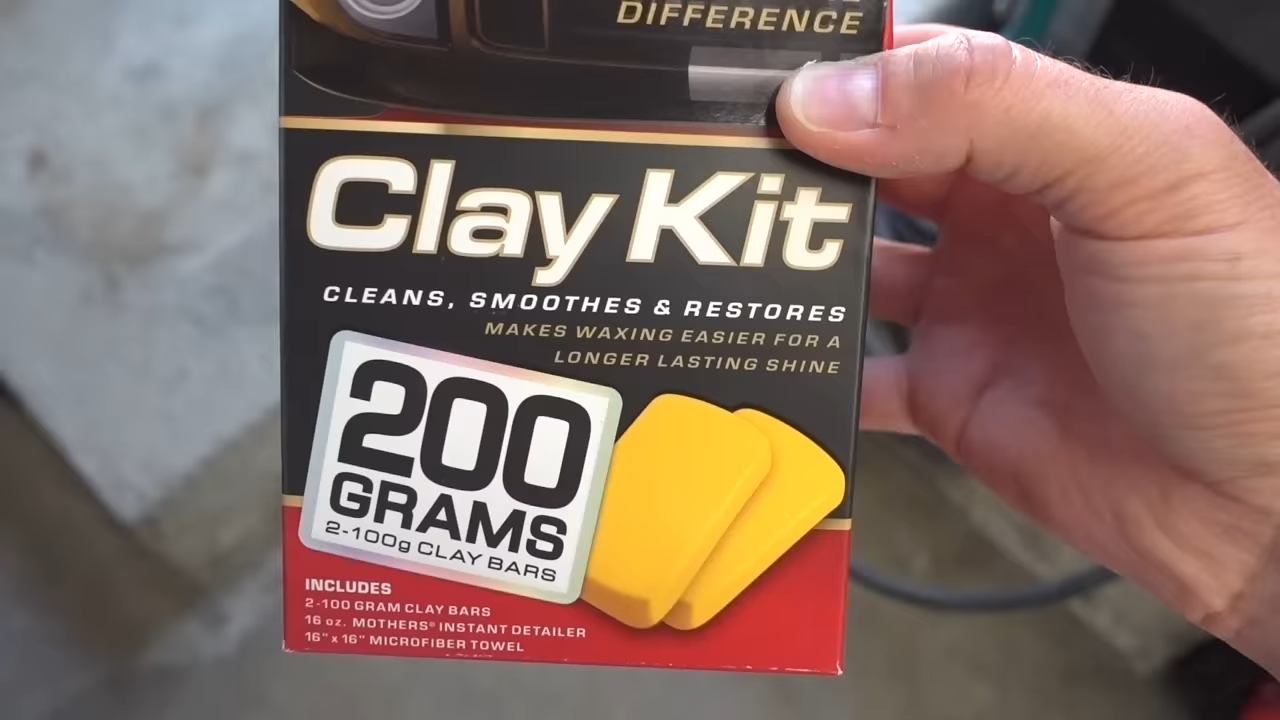 DIFFERENCE
Clay Kit
CLEANS, SMOOTHES & RESTORES
MAKES WAXING EASIER FOR A
LONGER LASTING SHINE
200
GRAMS
2-100g CLAY BARS
INCLUDES
2-100 GRAM CLAY BARS
16 oz. MOTHERS® INSTANT DETAILER
16" x 16" MICROFIBER TOWEL